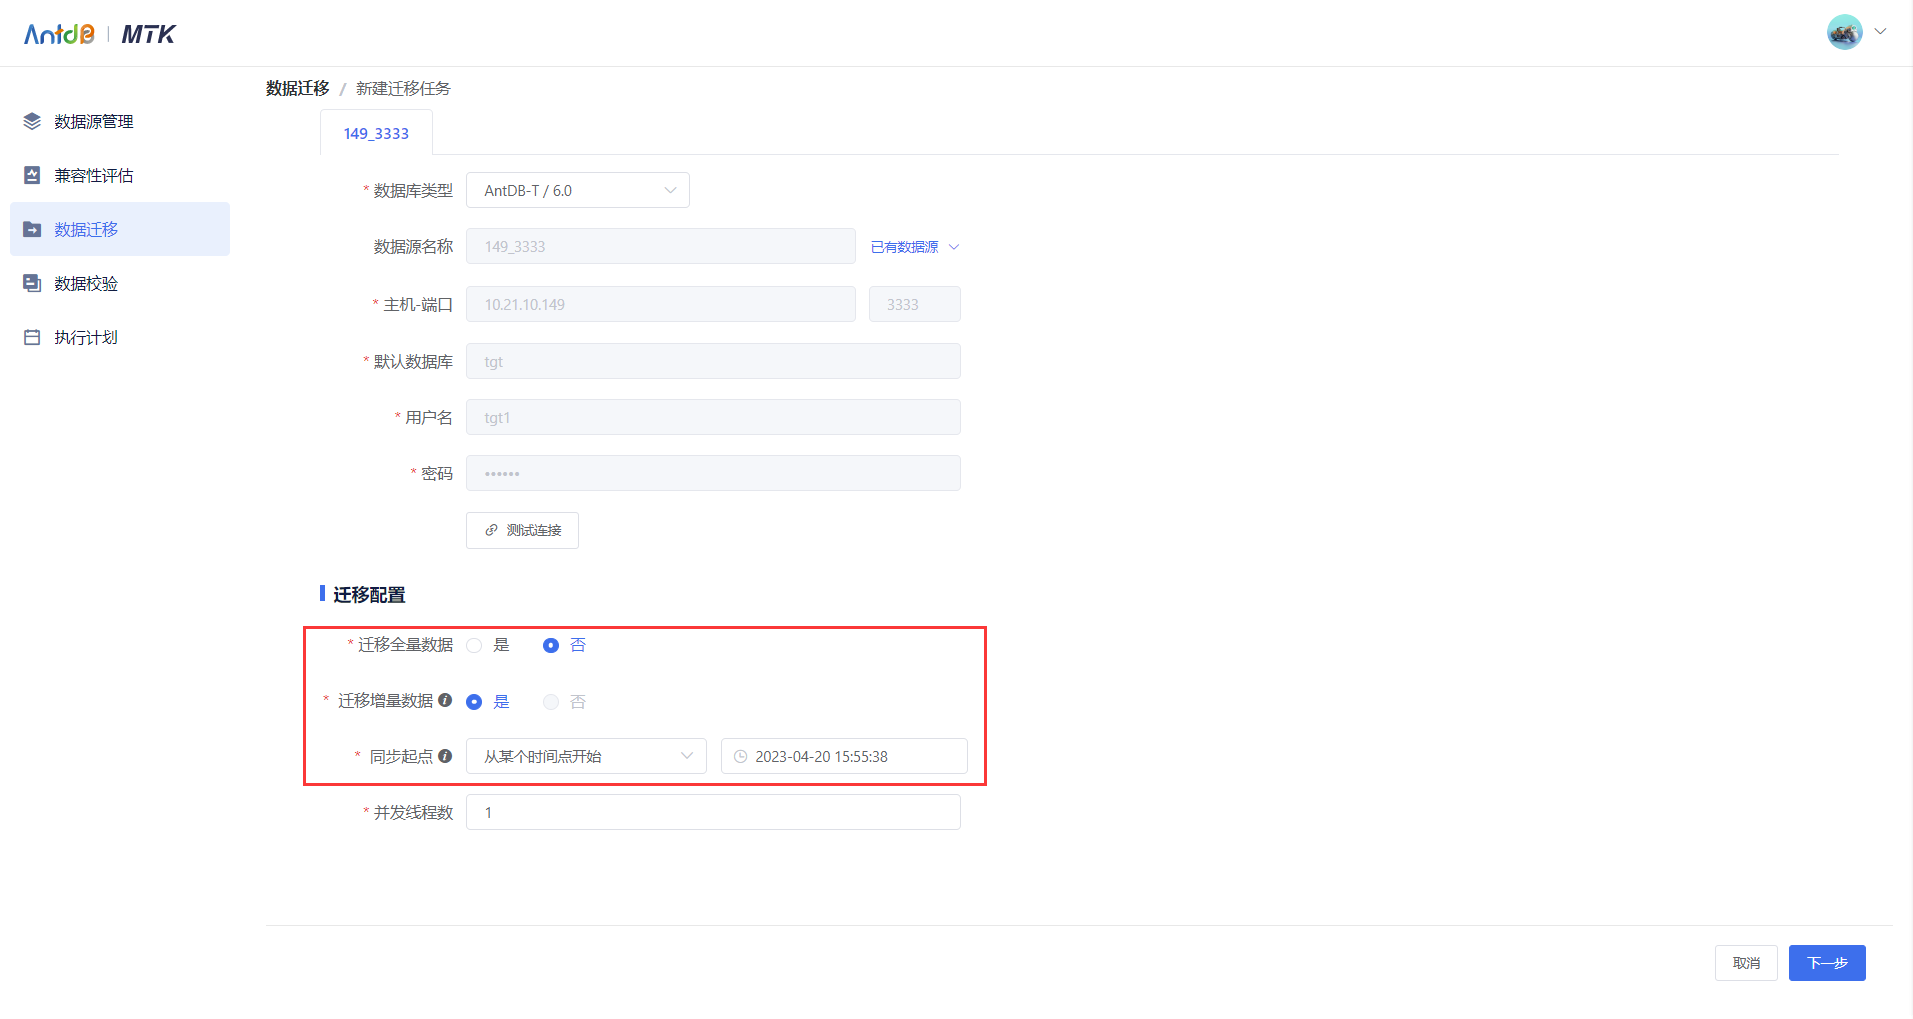 AntDB | MTK
数据源管理
兼容性评估
数据迁移
数据校验
执行计划
数据迁移 / 新建迁移任务
149_3333
* 数据库类型 AntDB-T / 6.0
数据源名称 149_3333 已有数据源
* 主机-端口 10.21.10.149 3333
* 默认数据库 tgt
* 用户名 tgt1
* 密码 ••••••
测试连接
迁移配置
* 迁移全量数据 是 否
* 迁移增量数据 是 否
* 同步起点 从某个时间点开始 2023-04-20 15:55:38
* 并发线程数 1
取消 下一步